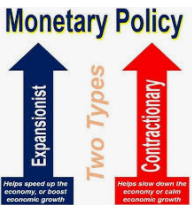 Monetary Policy
Expansionist
Two Types
Contractionary
Helps speed up the
economy, or boost
economic growth
Helps slow down the
economy or calm
economic growth